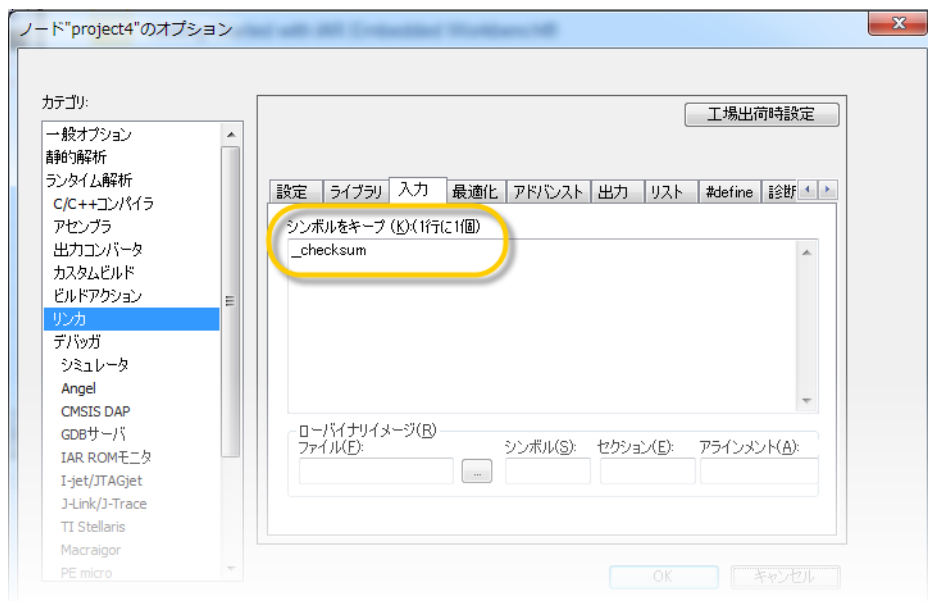 ノード"project4"のオプション
カテゴリ:
一般オプション
静的解析
ランタイム解析
C/C++コンパイラ
アセンブラ
出力コンバータ
カスタムビルド
ビルドアクション
リンカ
デバッガ
シミュレータ
Angel
CMSIS DAP
GDBサーバ
IAR ROMモニタ
I-jet/JTAGjet
J-Link/J-Trace
TI Stellaris
Macraigor
PE micro
工場出荷時設定
設定 ライブラリ 入力 最適化 アドバンスト 出力 リスト #define 診断
シンボルをキープ (K):(1行に1個)
_checksum
ローバイナリイメージ(R)
ファイル(F): シンボル(S): セクション(E): アラインメント(A):
...
OK キャンセル